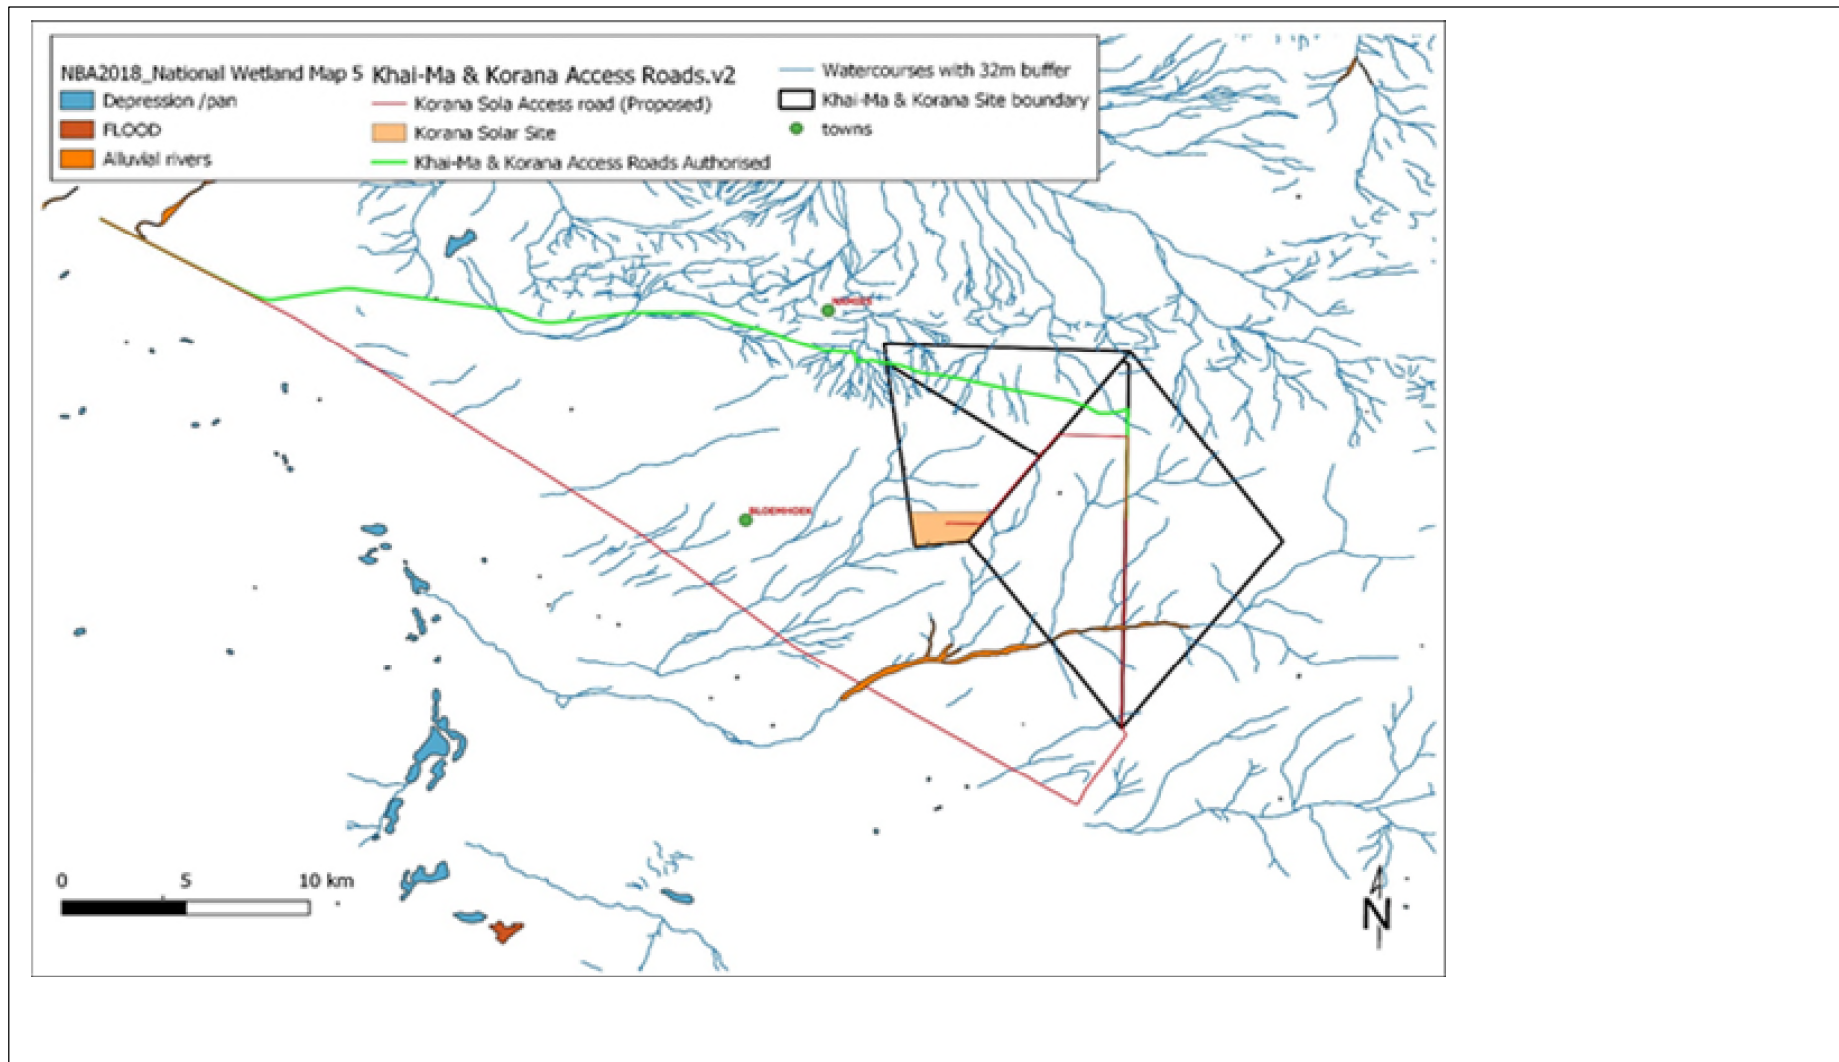 NBA2018_National Wetland Map 5
Depression /pan
FLOOD
Alluvial rivers
Khai-Ma & Korana Access Roads.v2
Korana Sola Access road (Proposed)
Korana Solar Site
Khai-Ma & Korana Access Roads Authorised
Watercourses with 32m buffer
Khai-Ma & Korana Site boundary
towns
BLOEMHOEK
0 5 10 km
N